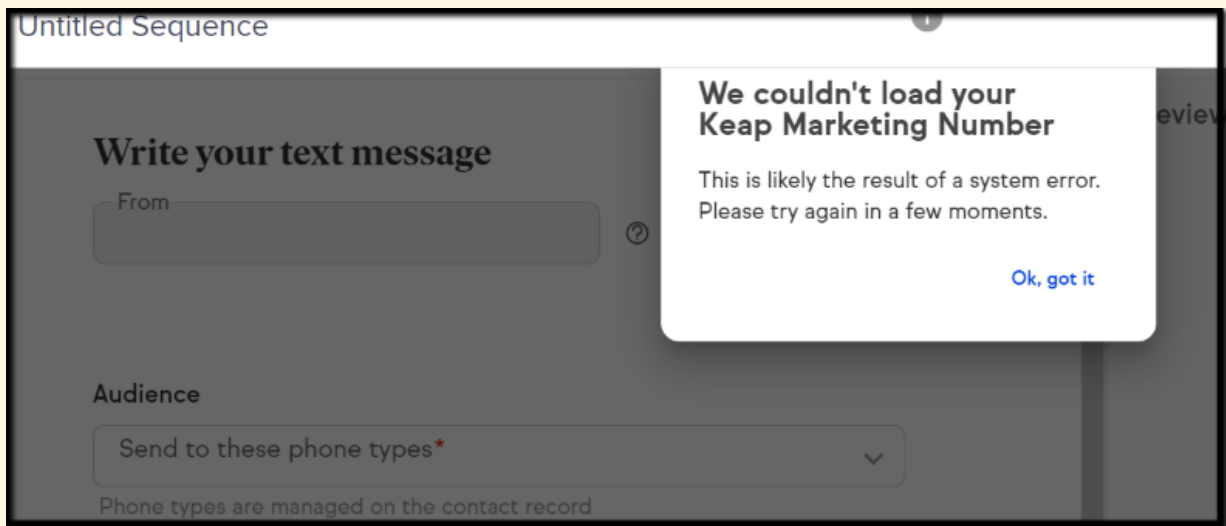 Untitled Sequence
We couldn't load your
Keap Marketing Number
This is likely the result of a system error.
Please try again in a few moments.
Ok, got it
Write your text message
From
Audience
Send to these phone types*
Phone types are managed on the contact record